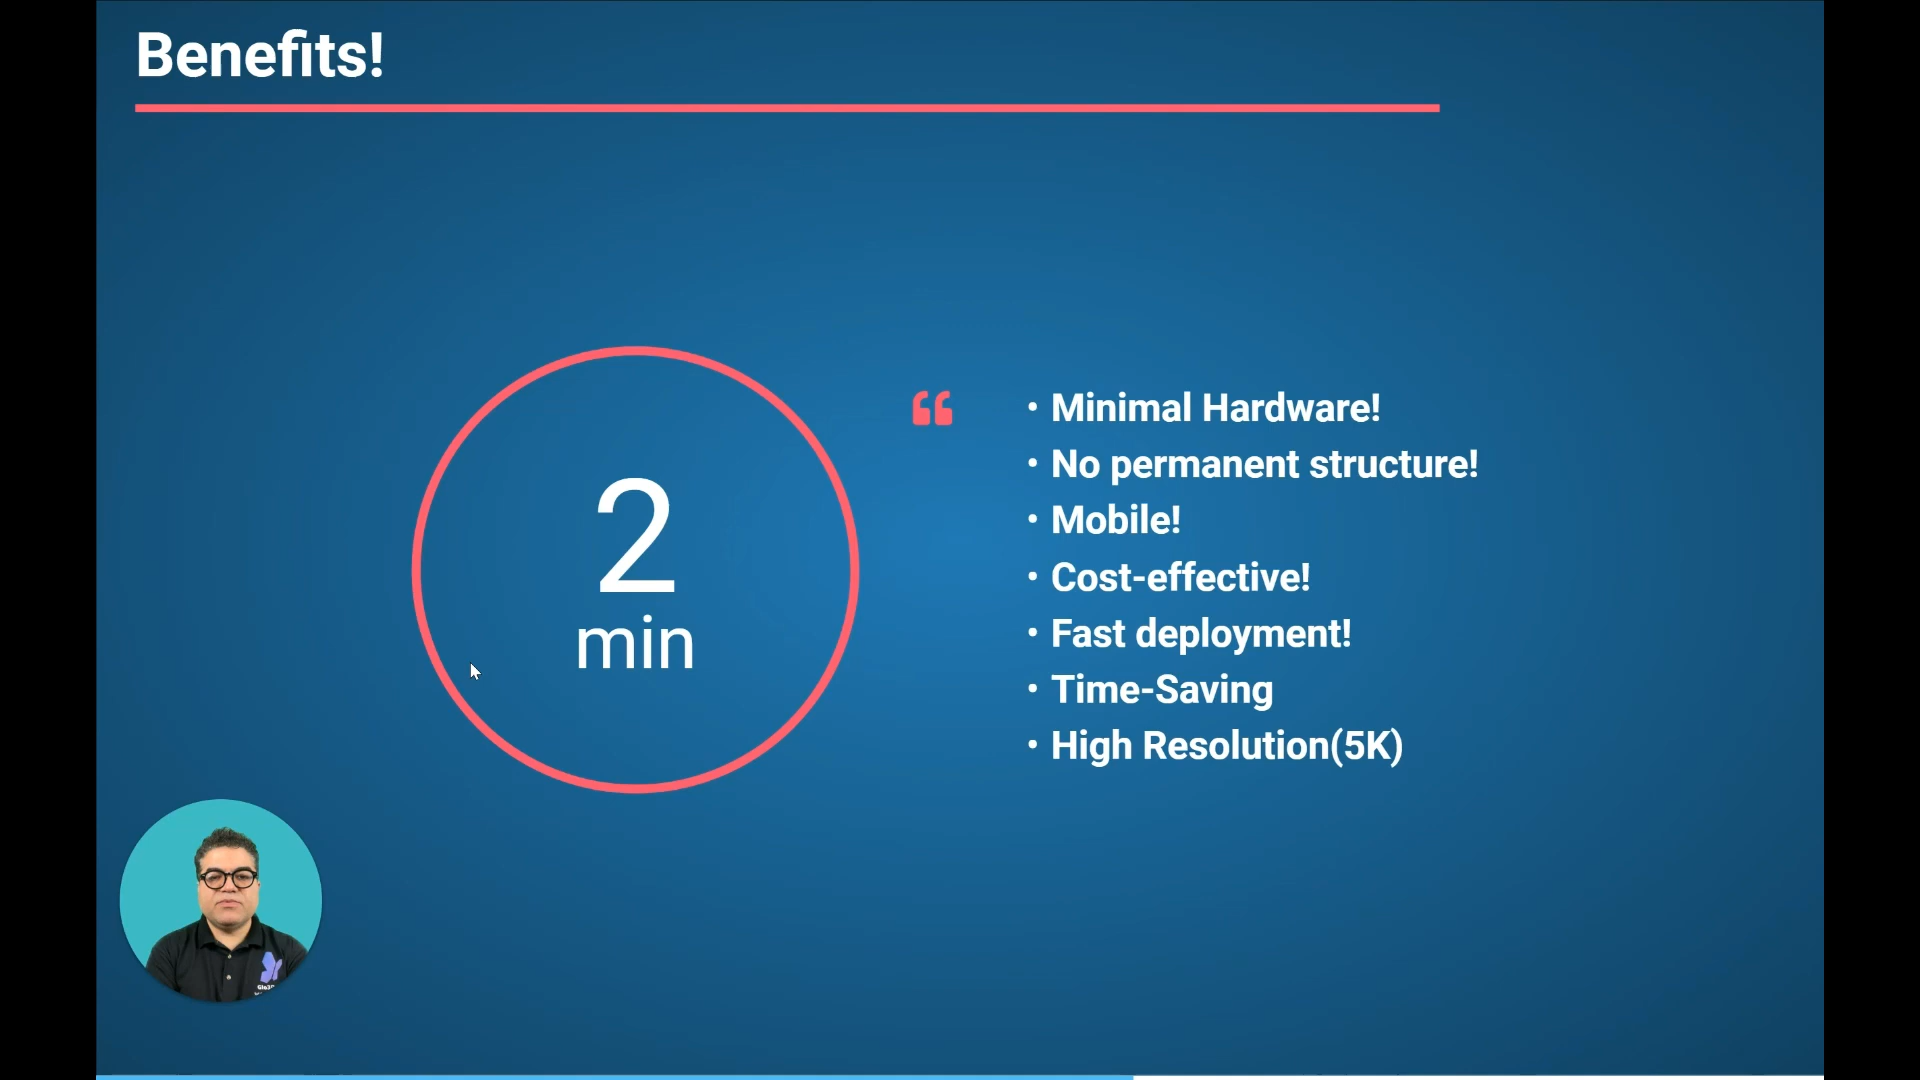 Benefits!
2
min
• Minimal Hardware!
• No permanent structure!
• Mobile!
• Cost-effective!
• Fast deployment!
• Time-Saving
• High Resolution(5K)